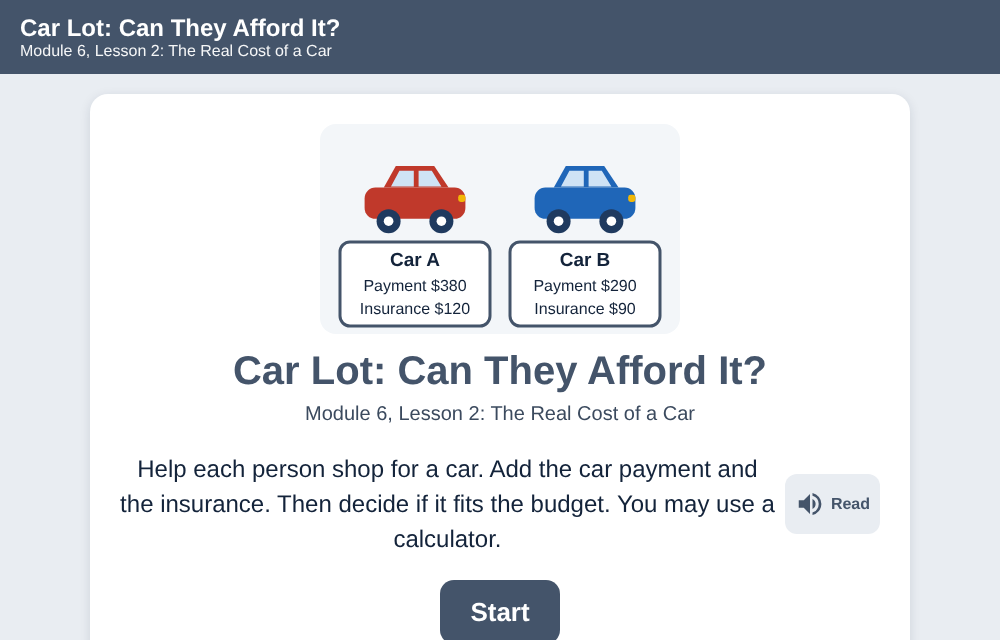 Car Lot: Can They Afford It?
Module 6, Lesson 2: The Real Cost of a Car
Car A
Payment $380
Insurance $120
Car B
Payment $290
Insurance $90
Car Lot: Can They Afford It?
Module 6, Lesson 2: The Real Cost of a Car
Help each person shop for a car. Add the car payment and
the insurance. Then decide if it fits the budget. You may use a
calculator.
Read
Start